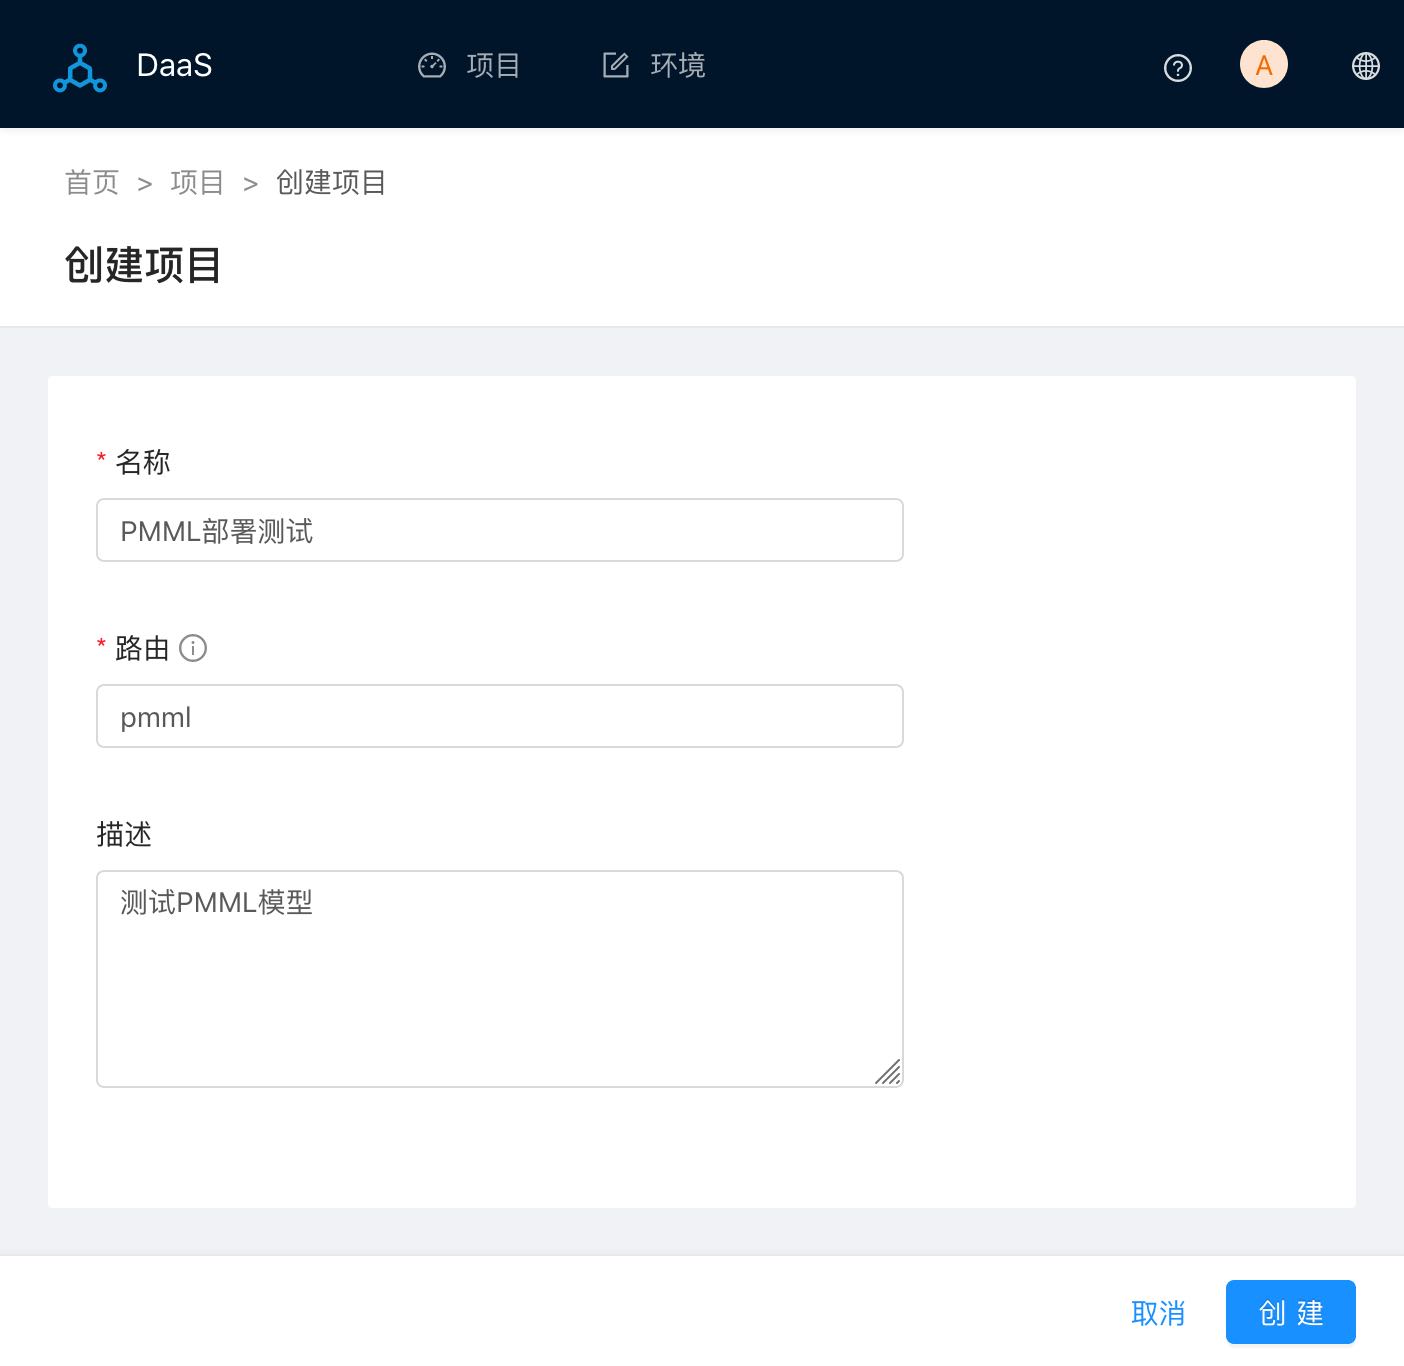 DaaS 项目 环境 A
首页 > 项目 > 创建项目
创建项目
* 名称
PMML部署测试
* 路由
pmml
描述
测试PMML模型
取消 创 建